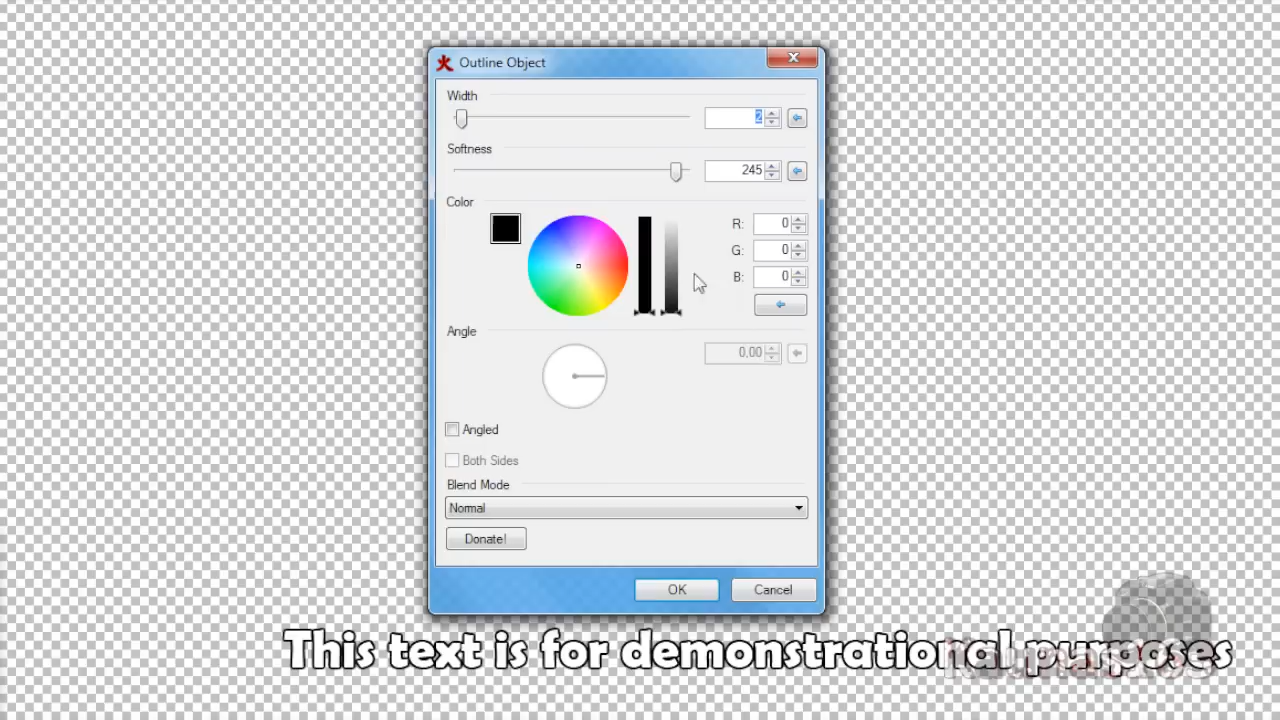 Outline Object
Width
2
Softness
245
Color
R: 0
G: 0
B: 0
Angle
0,00
Angled
Both Sides
Blend Mode
Normal
Donate!
OK
Cancel
This text is for demonstrational purposes